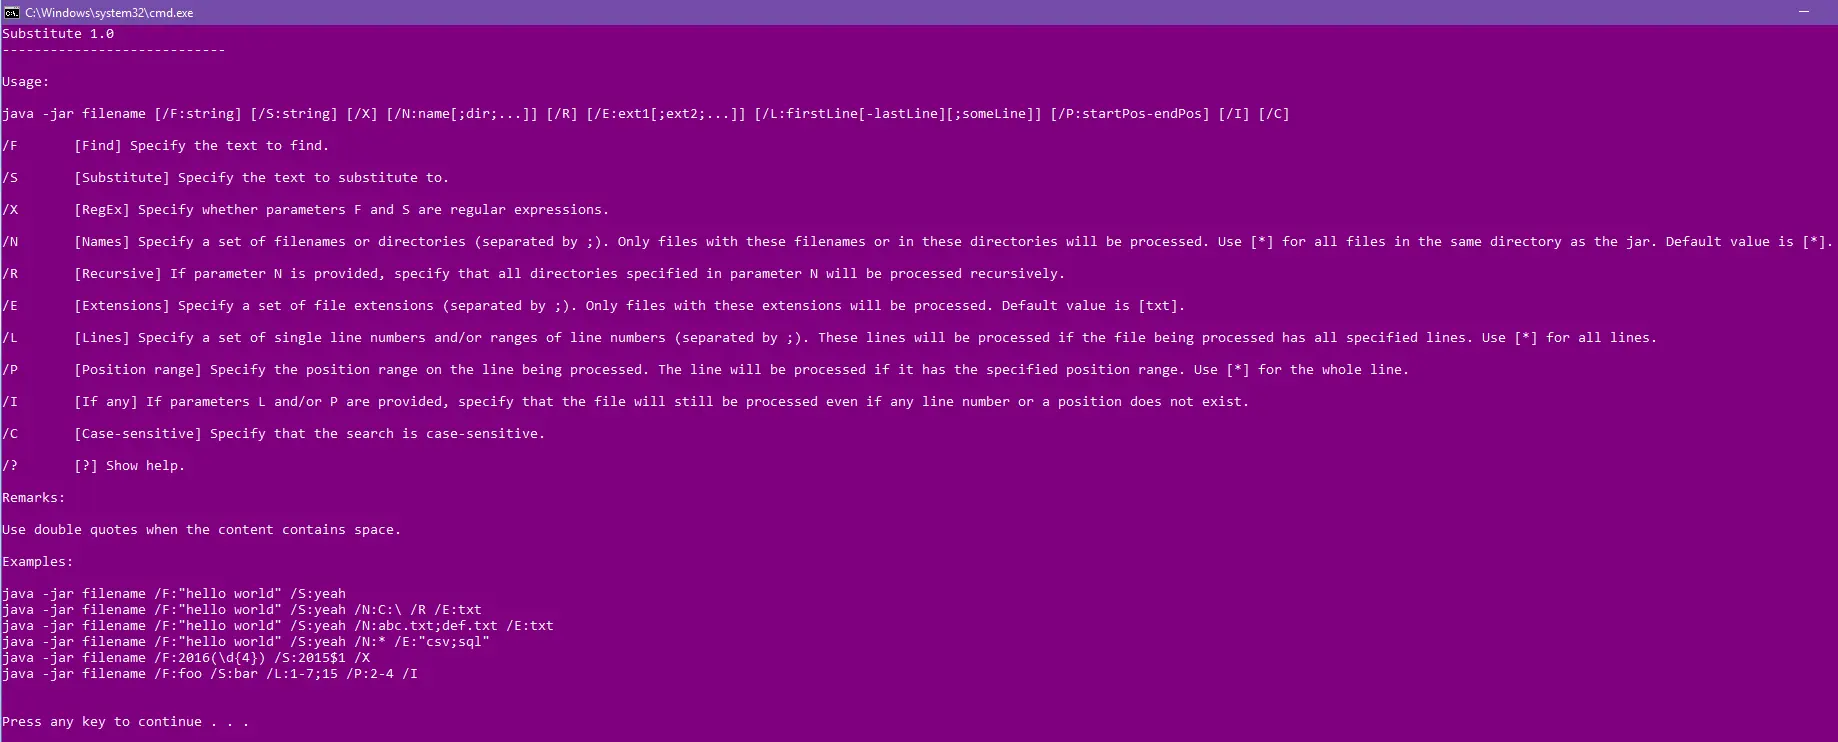 C:\Windows\system32\cmd.exe
Substitute 1.0
----------------------------
Usage:
java -jar filename [/F:string] [/S:string] [/X] [/N:name[;dir;...]] [/R] [/E:ext1[;ext2;...]] [/L:firstLine[-lastLine][;someLine]] [/P:startPos-endPos] [/I] [/C]
/F       [Find] Specify the text to find.
/S       [Substitute] Specify the text to substitute to.
/X       [RegEx] Specify whether parameters F and S are regular expressions.
/N       [Names] Specify a set of filenames or directories (separated by ;). Only files with these filenames or in these directories will be processed. Use [*] for all files in the same directory as the jar. Default value is [*].
/R       [Recursive] If parameter N is provided, specify that all directories specified in parameter N will be processed recursively.
/E       [Extensions] Specify a set of file extensions (separated by ;). Only files with these extensions will be processed. Default value is [txt].
/L       [Lines] Specify a set of single line numbers and/or ranges of line numbers (separated by ;). These lines will be processed if the file being processed has all specified lines. Use [*] for all lines.
/P       [Position range] Specify the position range on the line being processed. The line will be processed if it has the specified position range. Use [*] for the whole line.
/I       [If any] If parameters L and/or P are provided, specify that the file will still be processed even if any line number or a position does not exist.
/C       [Case-sensitive] Specify that the search is case-sensitive.
/?       [?] Show help.
Remarks:
Use double quotes when the content contains space.
Examples:
java -jar filename /F:"hello world" /S:yeah
java -jar filename /F:"hello world" /S:yeah /N:C:\ /R /E:txt
java -jar filename /F:"hello world" /S:yeah /N:abc.txt;def.txt /E:txt
java -jar filename /F:"hello world" /S:yeah /N:* /E:"csv;sql"
java -jar filename /F:2016(\d{4}) /S:2015$1 /X
java -jar filename /F:foo /S:bar /L:1-7;15 /P:2-4 /I
Press any key to continue . . .